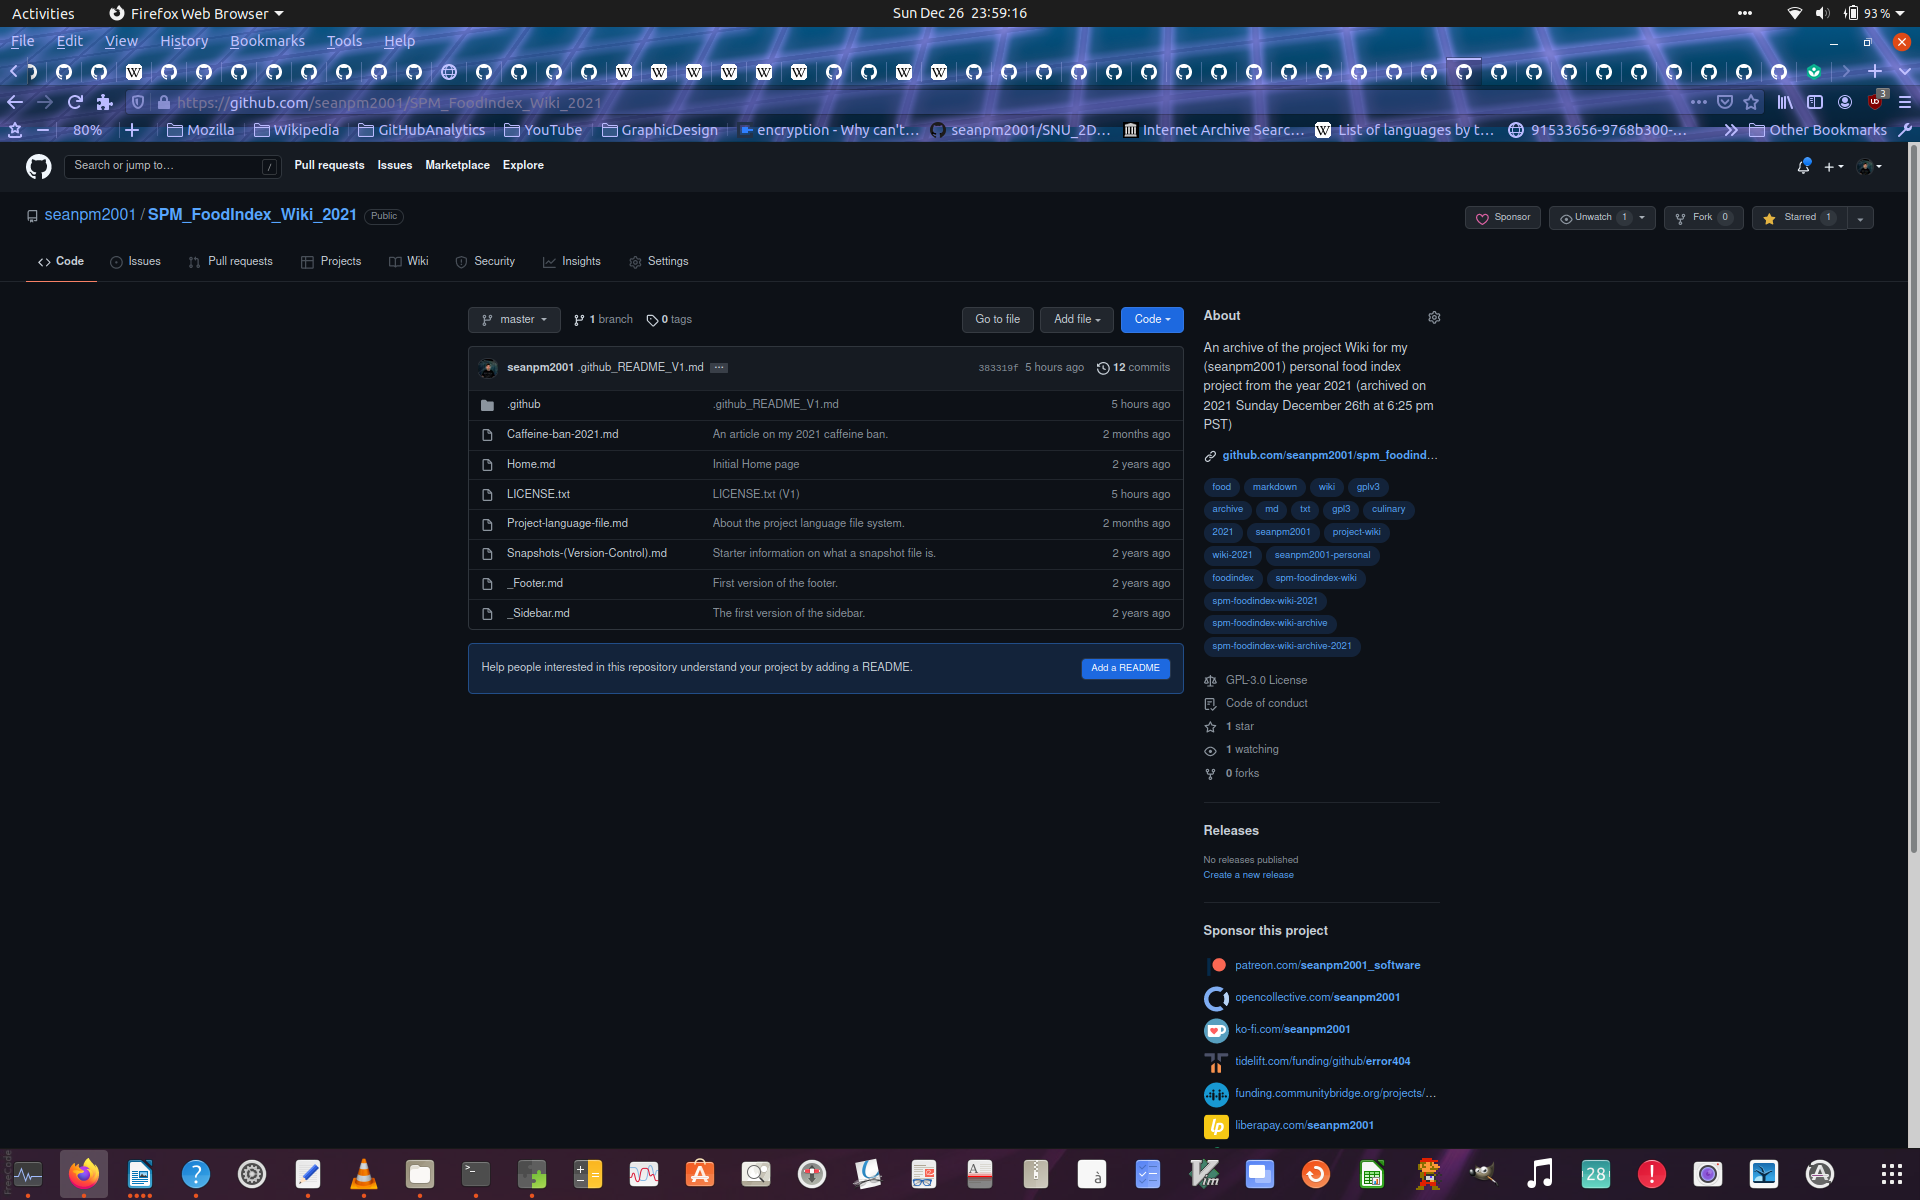 Activities Firefox Web Browser Sun Dec 26 23:59:16 93 %
File Edit View History Bookmarks Tools Help
https://github.com/seanpm2001/SPM_FoodIndex_Wiki_2021 3
80% Mozilla Wikipedia GitHubAnalytics YouTube GraphicDesign encryption - Why can't... seanpm2001/SNU_2D... Internet Archive Searc... List of languages by t... 91533656-9768b300-... Other Bookmarks
Search or jump to... / Pull requests Issues Marketplace Explore
seanpm2001 / SPM_FoodIndex_Wiki_2021 Public Sponsor Unwatch 1 Fork 0 Starred 1
Code Issues Pull requests Projects Wiki Security Insights Settings
master 1 branch 0 tags Go to file Add file Code
seanpm2001 .github_README_V1.md ... 383319f 5 hours ago 12 commits
.github .github_README_V1.md 5 hours ago
Caffeine-ban-2021.md An article on my 2021 caffeine ban. 2 months ago
Home.md Initial Home page 2 years ago
LICENSE.txt LICENSE.txt (V1) 5 hours ago
Project-language-file.md About the project language file system. 2 months ago
Snapshots-(Version-Control).md Starter information on what a snapshot file is. 2 years ago
_Footer.md First version of the footer. 2 years ago
_Sidebar.md The first version of the sidebar. 2 years ago
Help people interested in this repository understand your project by adding a README. Add a README
About
An archive of the project Wiki for my
(seanpm2001) personal food index
project from the year 2021 (archived on
2021 Sunday December 26th at 6:25 pm
PST)
github.com/seanpm2001/spm_foodind...
food markdown wiki gplv3
archive md txt gpl3 culinary
2021 seanpm2001 project-wiki
wiki-2021 seanpm2001-personal
foodindex spm-foodindex-wiki
spm-foodindex-wiki-2021
spm-foodindex-wiki-archive
spm-foodindex-wiki-archive-2021
GPL-3.0 License
Code of conduct
1 star
1 watching
0 forks
Releases
No releases published
Create a new release
Sponsor this project
patreon.com/seanpm2001_software
opencollective.com/seanpm2001
ko-fi.com/seanpm2001
tidelift.com/funding/github/error404
funding.communitybridge.org/projects/...
liberapay.com/seanpm2001
28